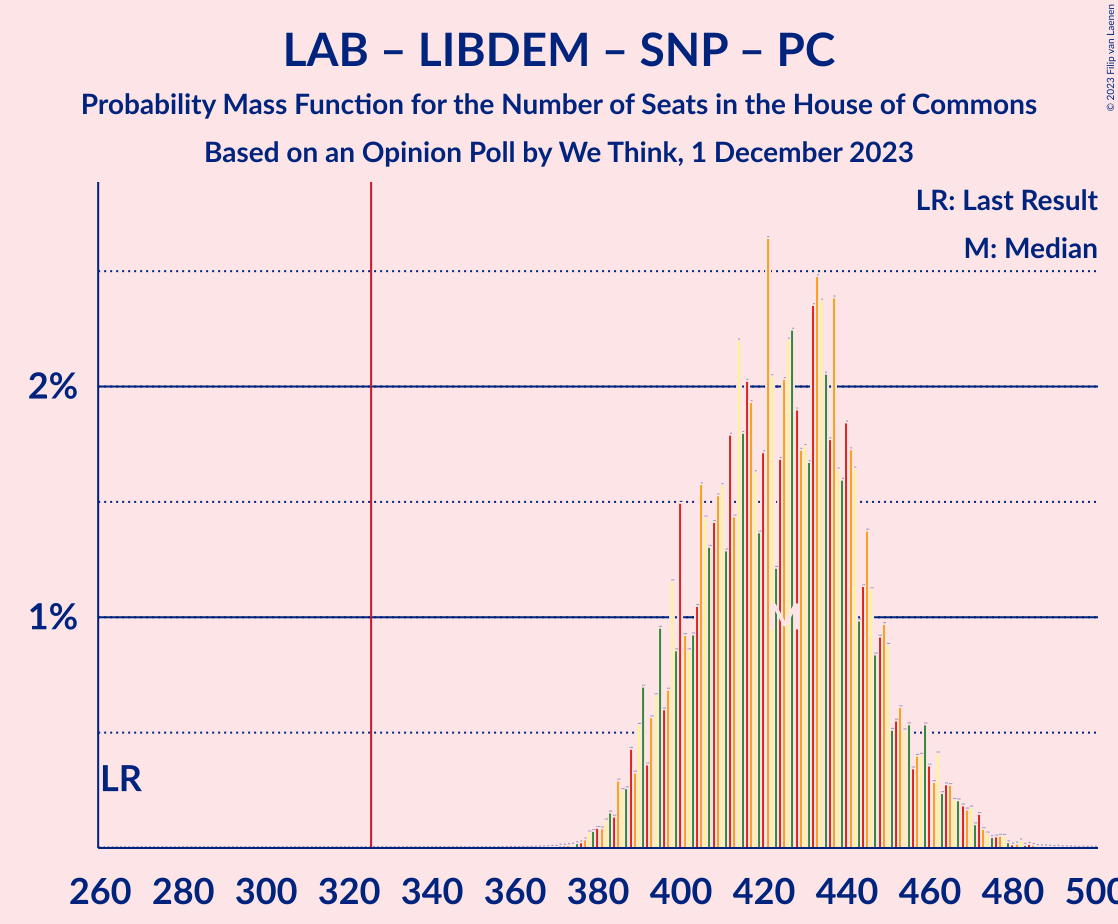 LAB – LIBDEM – SNP – PC
Probability Mass Function for the Number of Seats in the House of Commons
Based on an Opinion Poll by We Think, 1 December 2023
© 2023 Filip van Laenen
LR: Last Result
M: Median
2%
1%
M
LR
260 280 300 320 340 360 380 400 420 440 460 480 500